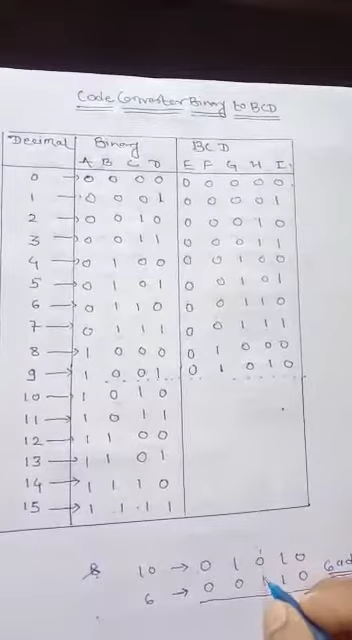 Code Converter Binary to BCD
Decimal Binary BCD
A B C D E F G H I
0 → 0 0 0 0 0 0 0 0 0
1 → 0 0 0 1 0 0 0 0 1
2 → 0 0 1 0 0 0 0 1 0
3 → 0 0 1 1 0 0 0 1 1
4 → 0 1 0 0 0 0 1 0 0
5 → 0 1 0 1 0 0 1 0 1
6 → 0 1 1 0 0 0 1 1 0
7 → 0 1 1 1 0 0 1 1 1
8 → 1 0 0 0 0 1 0 0 0
9 → 1 0 0 1 0 1 0 1 0
10 → 1 0 1 0
11 → 1 0 1 1
12 → 1 1 0 0
13 → 1 1 0 1
14 → 1 1 1 0
15 → 1 1 1 1
10 → 0 1 0 1 0 6 ad
6 → 0 0 1 1 0